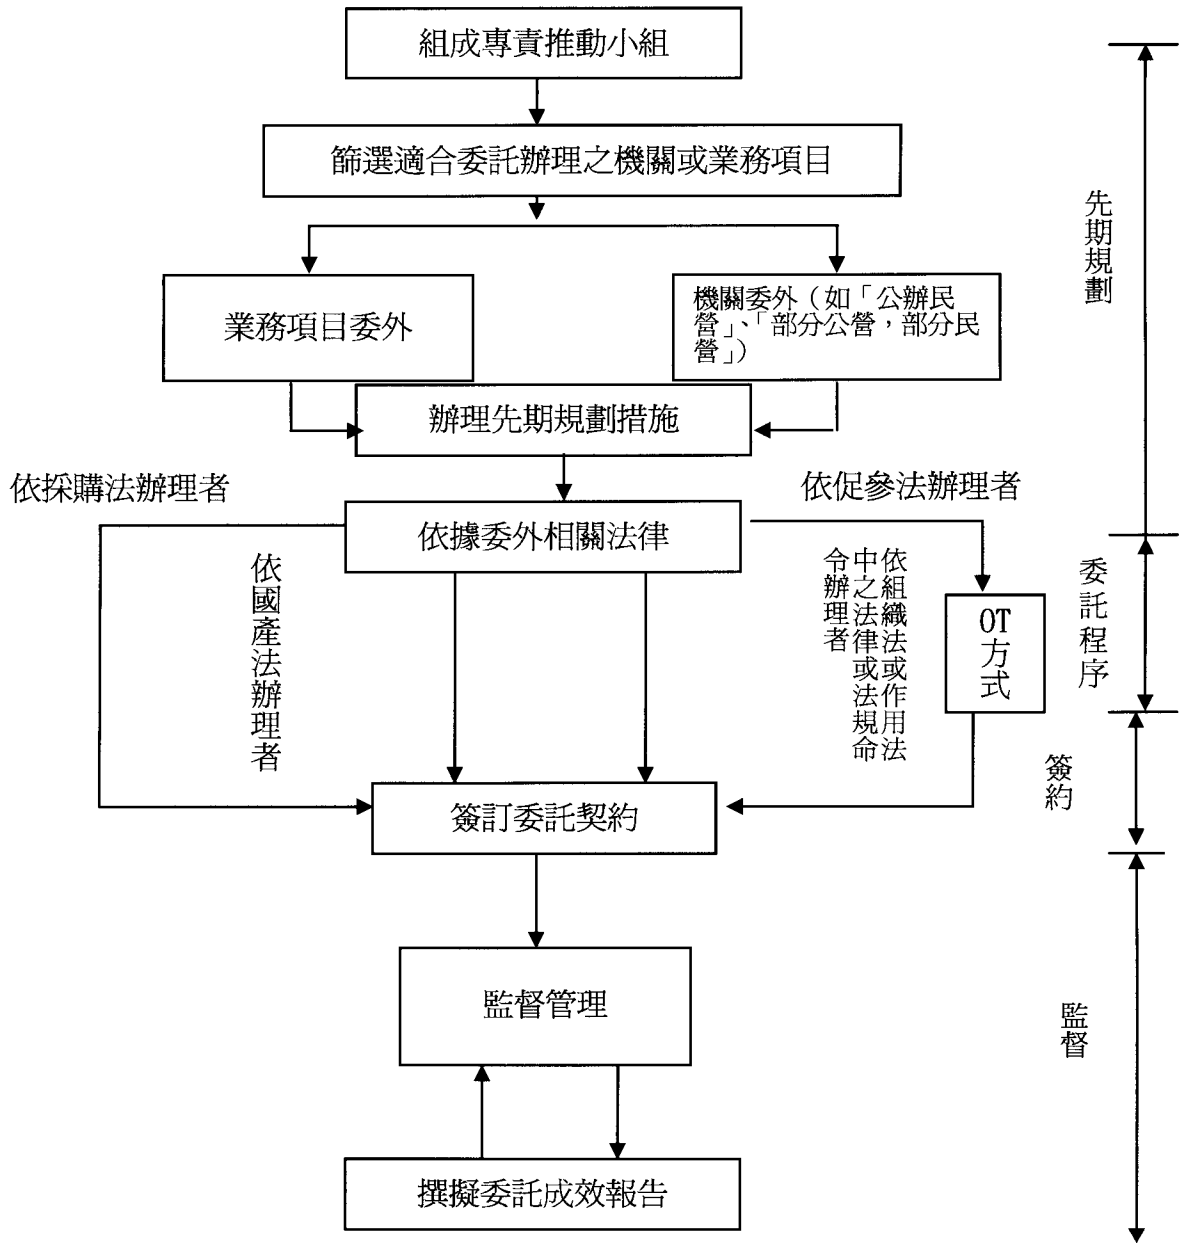 組成專責推動小組
篩選適合委託辦理之機關或業務項目
業務項目委外
機關委外（如「公辦民
營」、「部分公營，部分民
營」）
辦理先期規劃措施
先期規劃
依採購法辦理者
依促參法辦理者
依據委外相關法律
依國產法辦理者
依組織法或作用法
中之法律或法規命
令辦理者
OT
方
式
委託程序
簽訂委託契約
簽約
監督管理
監督
撰擬委託成效報告